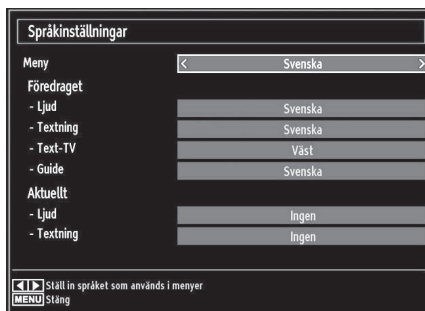 Språkinställningar
Meny < Svenska >
Föredraget
- Ljud Svenska
- Textning Svenska
- Text-TV Väst
- Guide Svenska
Aktuellt
- Ljud Ingen
- Textning Ingen
Ställ in språket som används i menyer
MENU Stäng